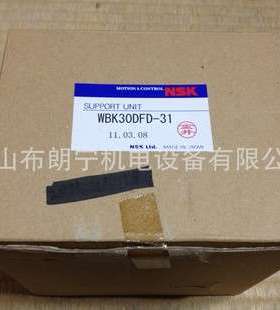 MOTION & CONTROL NSK
SUPPORT UNIT
WBK30DFD-31
11.03.08
NSK Ltd. MADE IN JAPAN
山布朗宁机电设备有限公